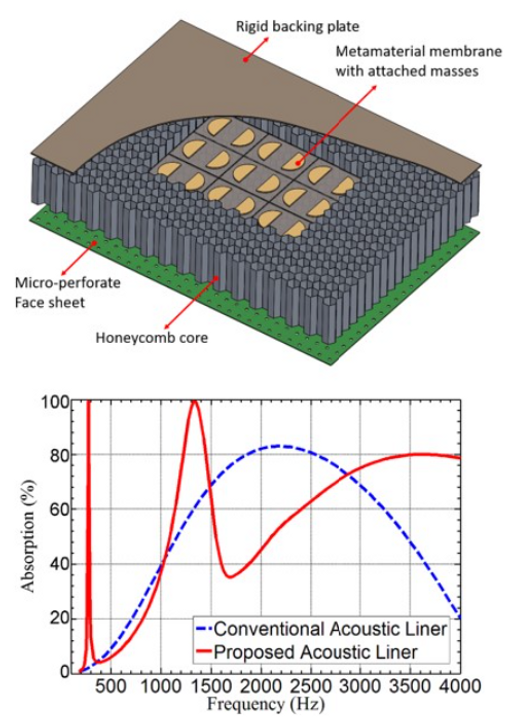 Rigid backing plate
Metamaterial membrane
with attached masses
Micro-perforate
Face sheet
Honeycomb core
Absorption (%)
100
80
60
40
20
0
500 1000 1500 2000 2500 3000 3500 4000
Frequency (Hz)
Conventional Acoustic Liner
Proposed Acoustic Liner